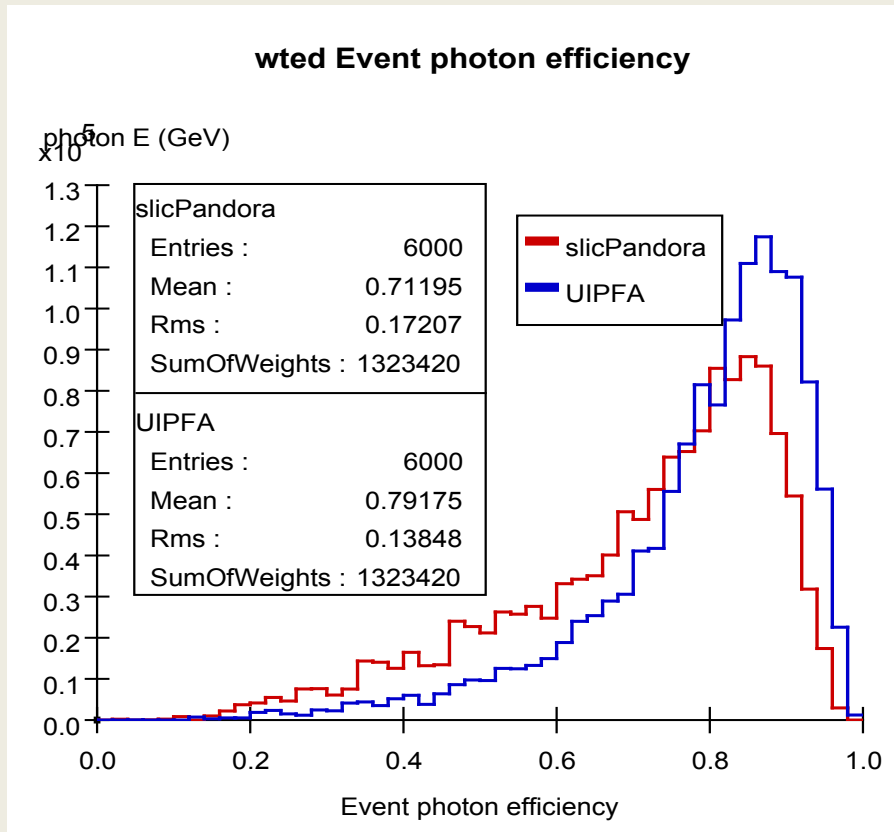 wted Event photon efficiency
photon E (GeV)
x10 5
slicPandora
Entries : 6000
Mean : 0.71195
Rms : 0.17207
SumOfWeights : 1323420
UIPFA
Entries : 6000
Mean : 0.79175
Rms : 0.13848
SumOfWeights : 1323420
slicPandora
UIPFA
1.3
1.2
1.1
1.0
0.9
0.8
0.7
0.6
0.5
0.4
0.3
0.2
0.1
0.0
0.0 0.2 0.4 0.6 0.8 1.0
Event photon efficiency